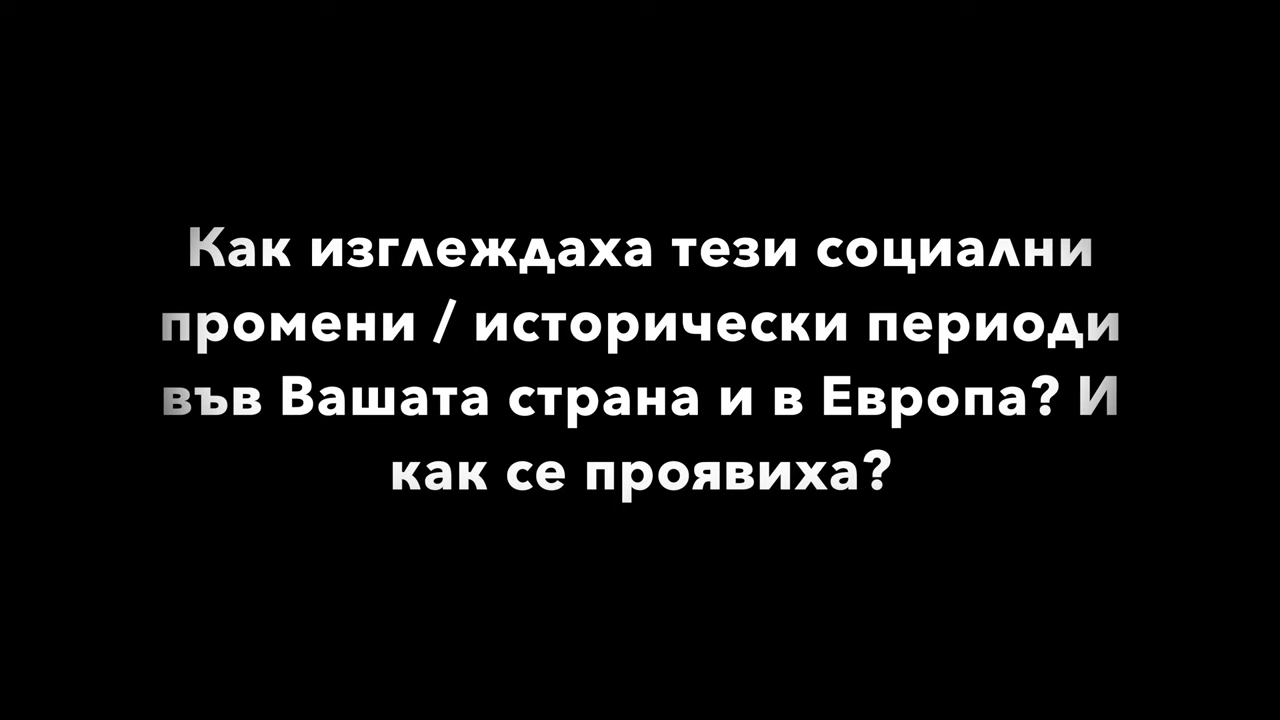 Как изглеждаха тези социални
промени / исторически периоди
във Вашата страна и в Европа? И
как се проявиха?